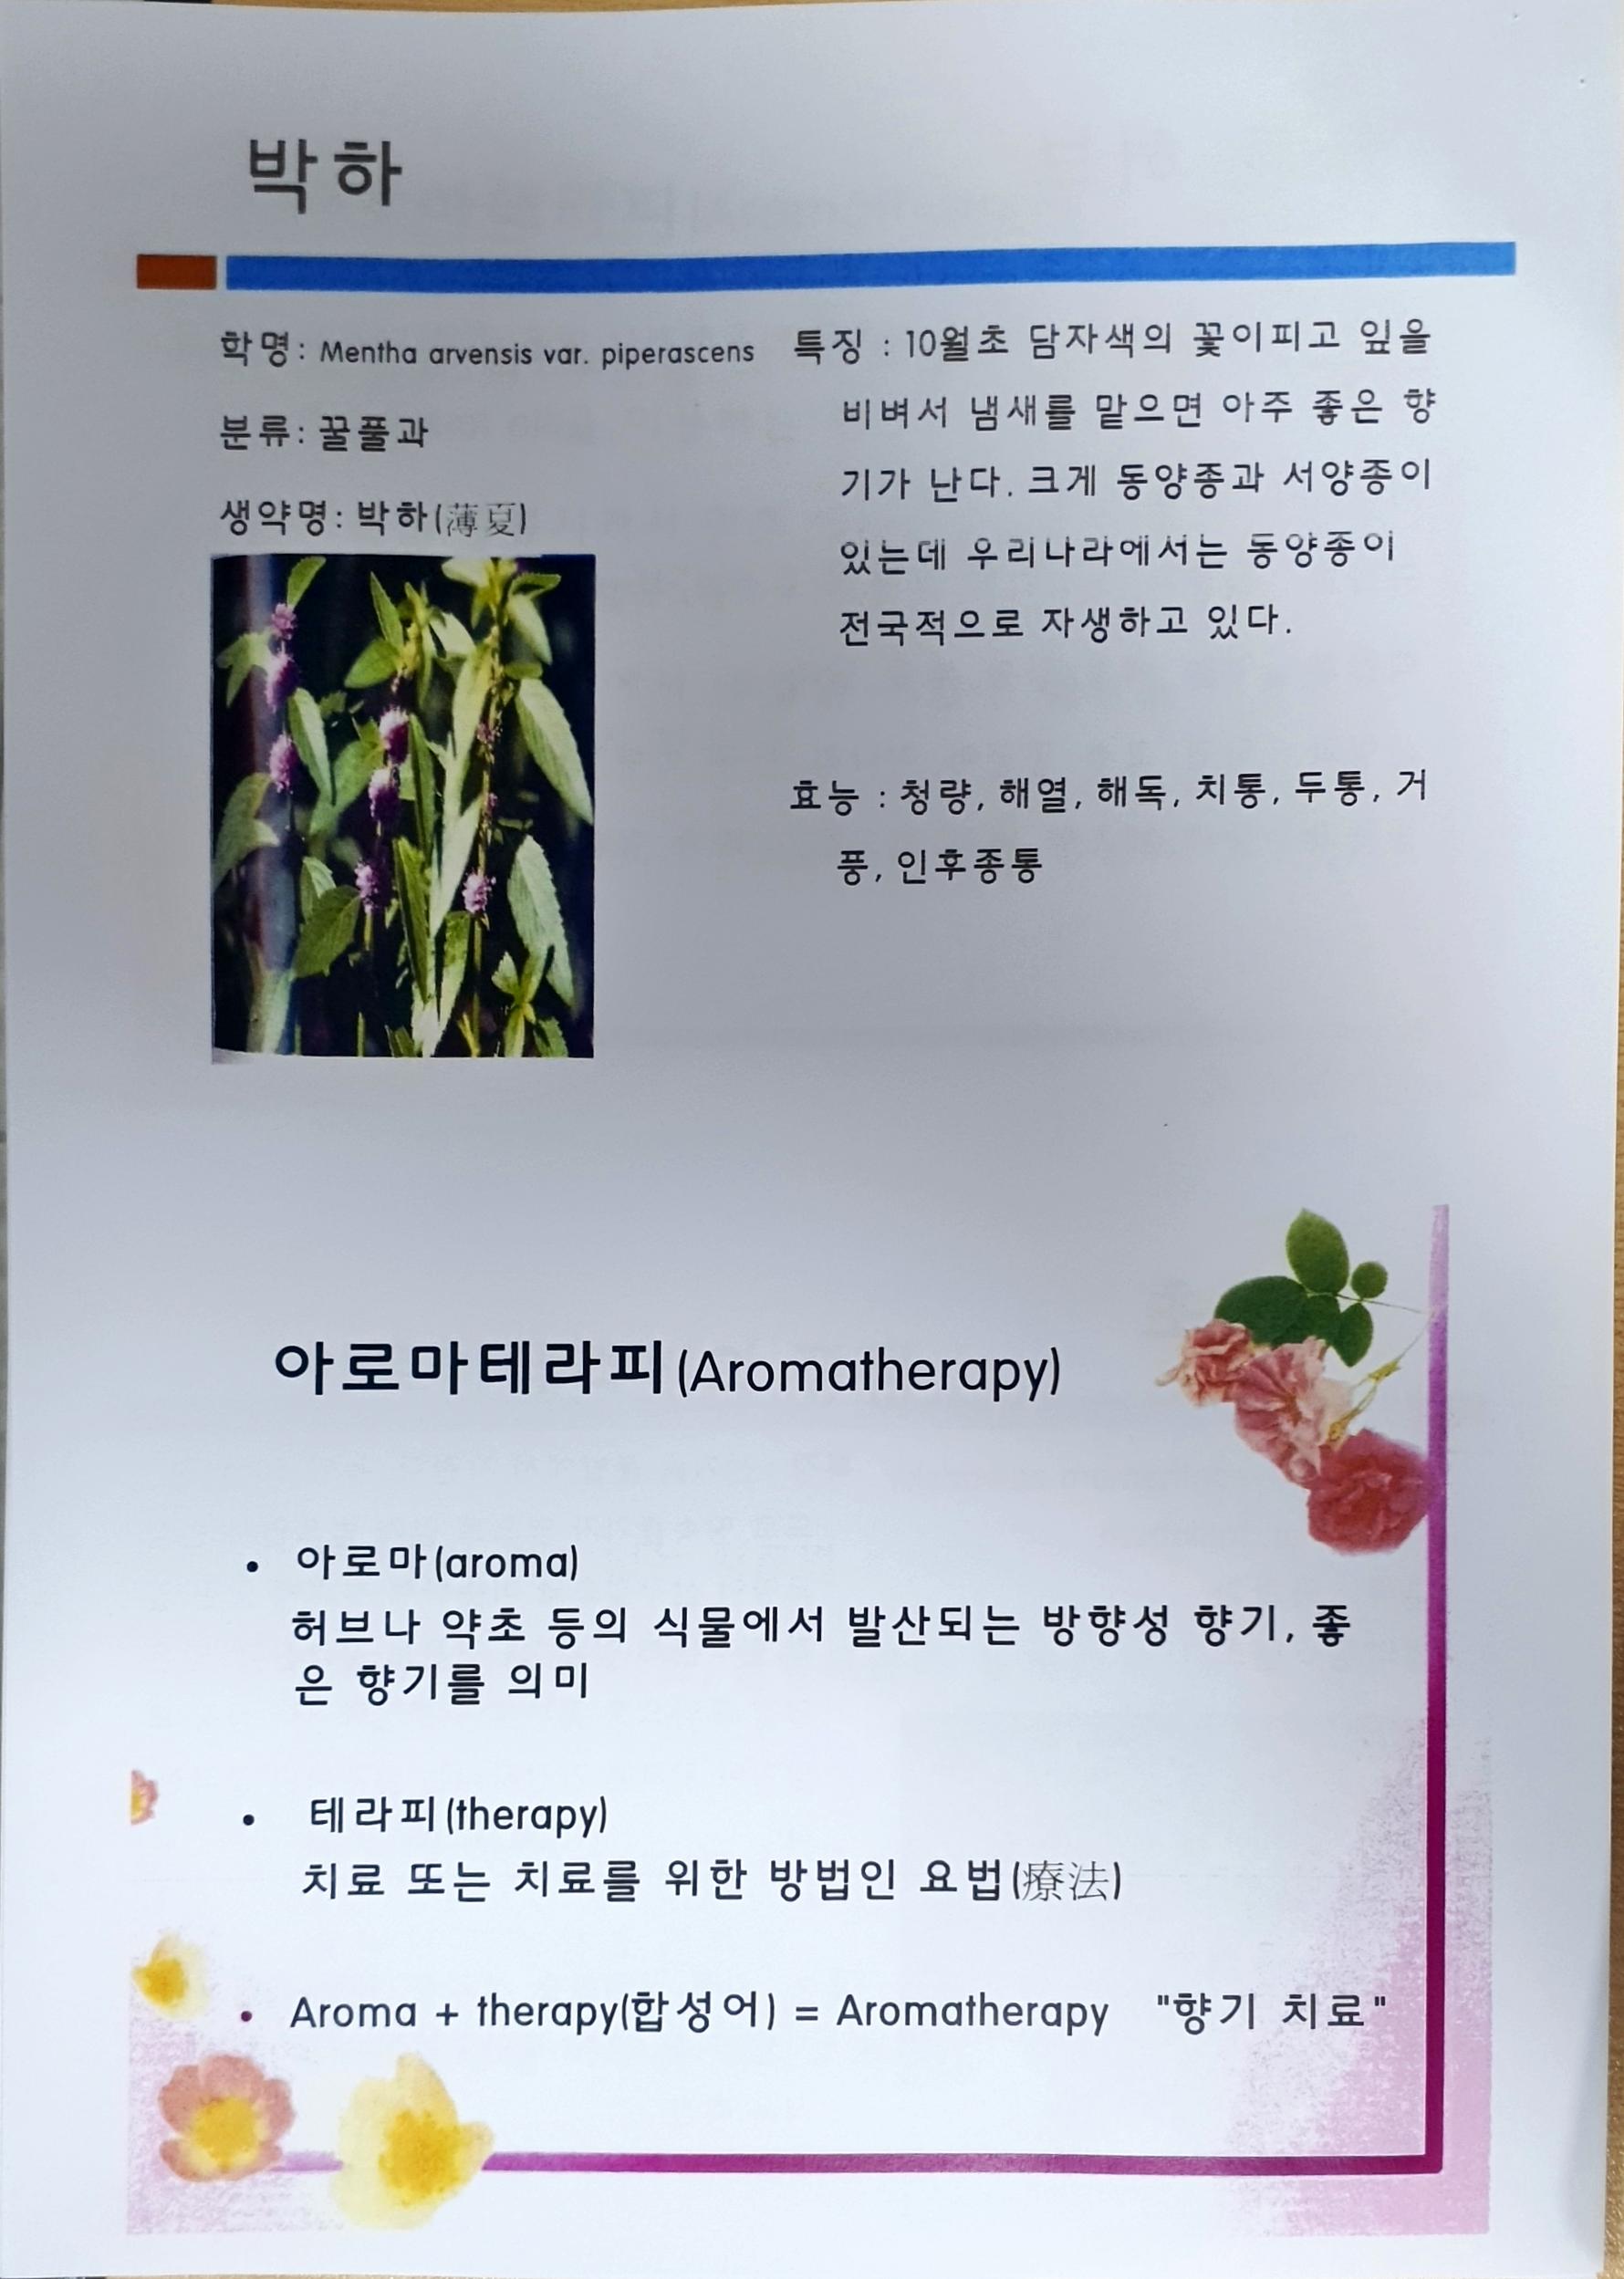 박하
학명: Mentha arvensis var. piperascens
분류: 꿀풀과
생약명: 박하(薄夏)
특징 : 10월초 담자색의 꽃이피고 잎을
비벼서 냄새를 맡으면 아주 좋은 향
기가 난다. 크게 동양종과 서양종이
있는데 우리나라에서는 동양종이
전국적으로 자생하고 있다.
효능 : 청량, 해열, 해독, 치통, 두통, 거
풍, 인후종통
아로마테라피(Aromatherapy)
• 아로마(aroma)
허브나 약초 등의 식물에서 발산되는 방향성 향기, 좋
은 향기를 의미
• 테라피(therapy)
치료 또는 치료를 위한 방법인 요법(療法)
• Aroma + therapy(합성어) = Aromatherapy "향기 치료"